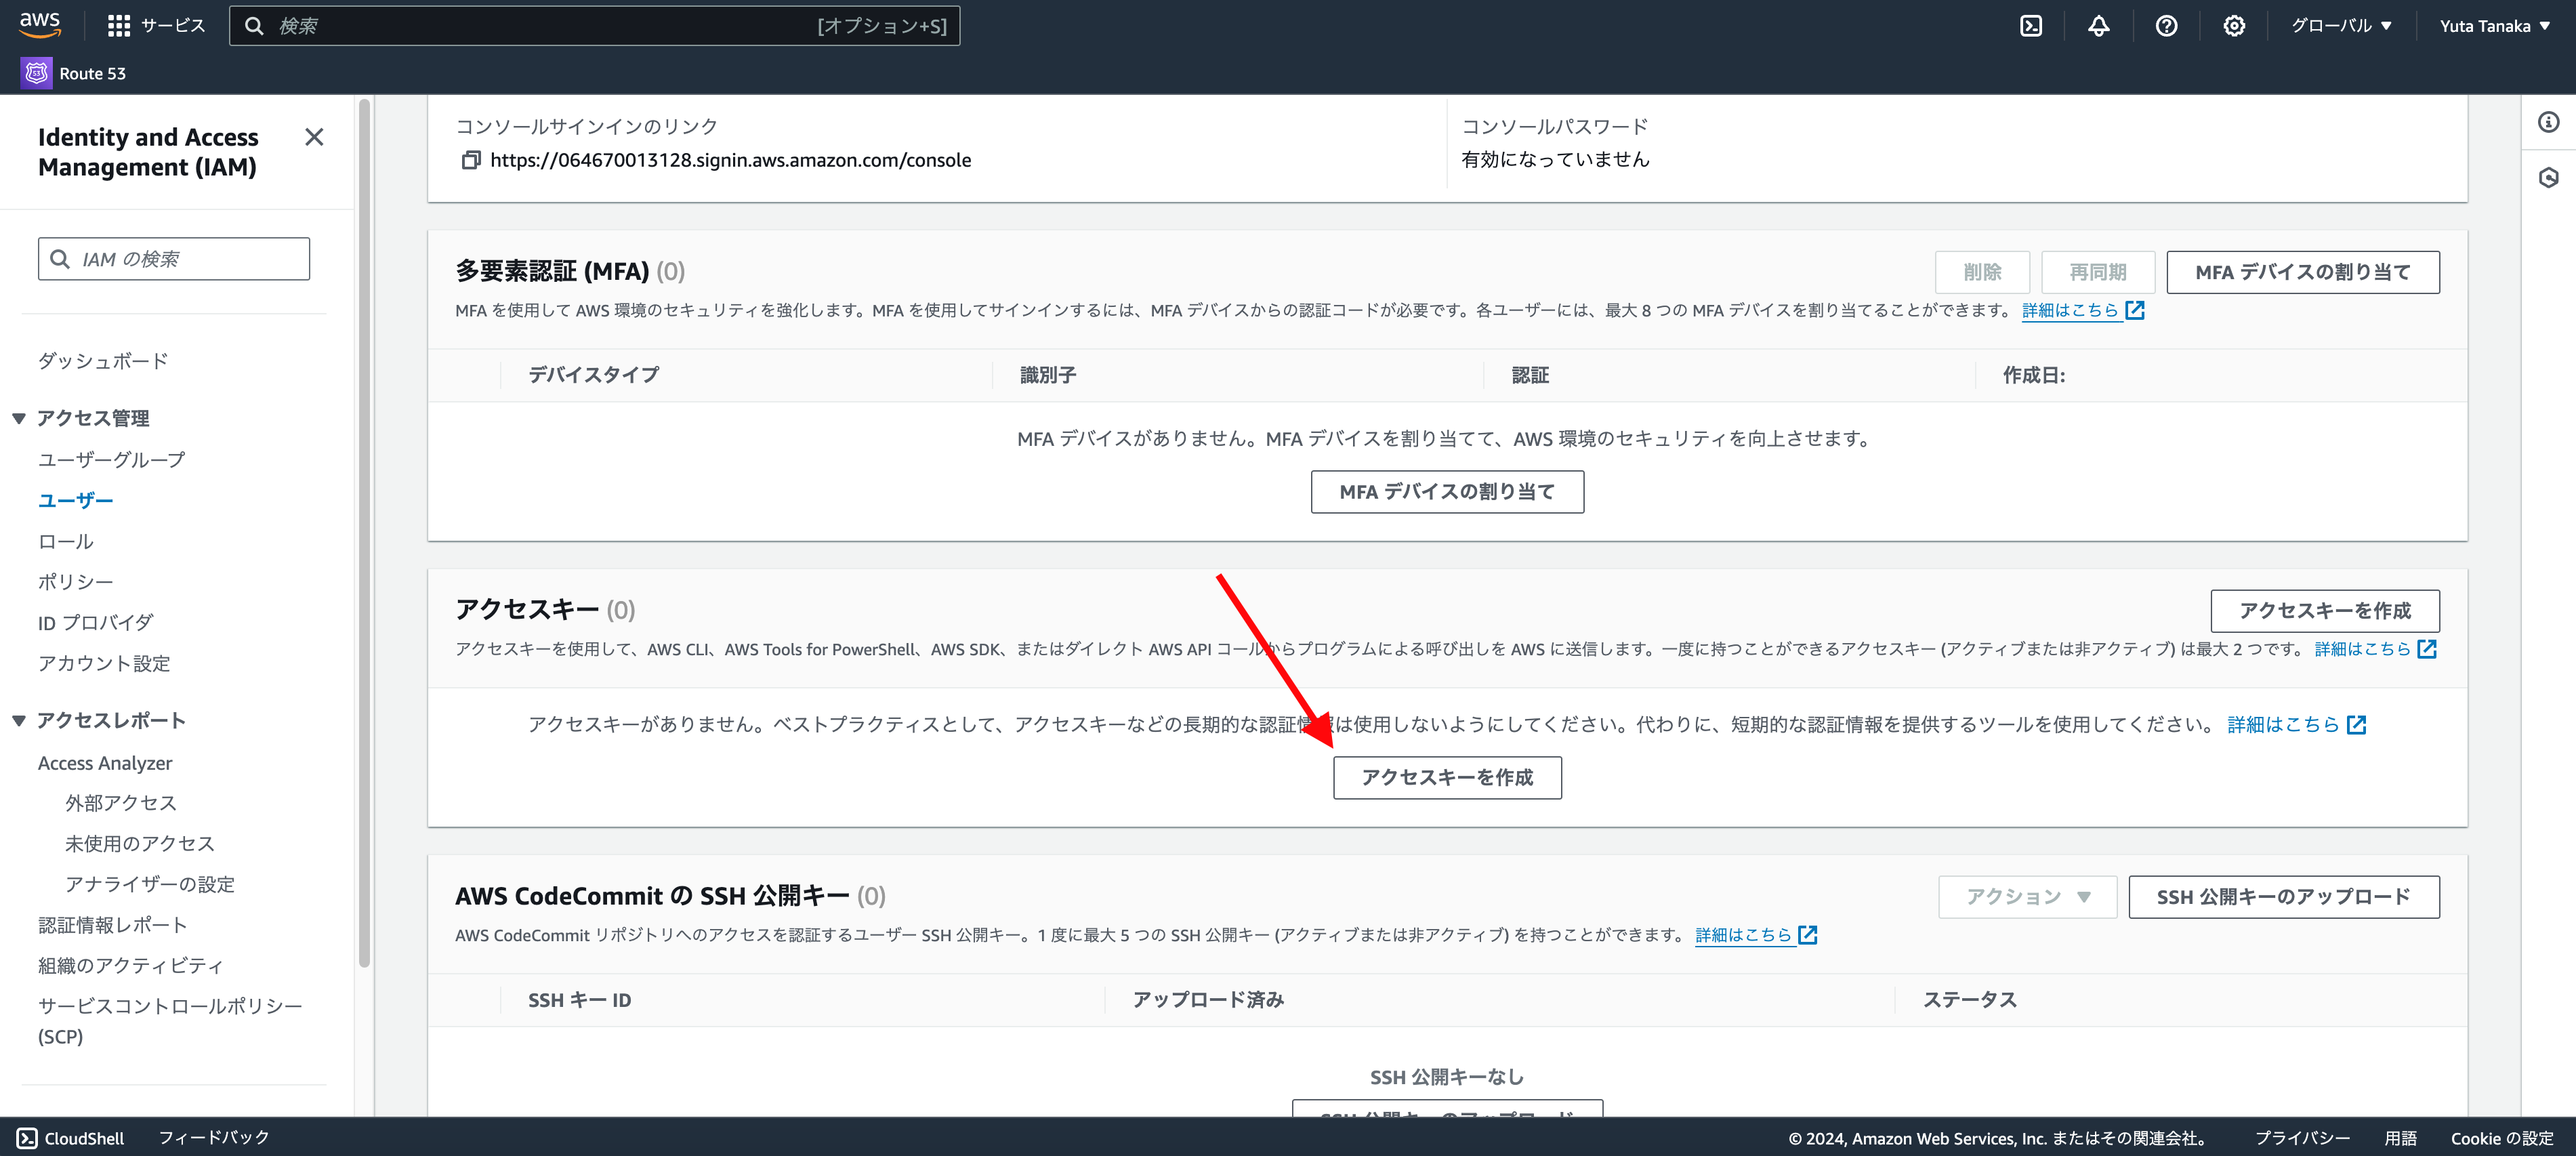 aws
サービス
検索
[オプション+S]
グローバル ▼
Yuta Tanaka ▼
53
Route 53
Identity and Access
Management (IAM)
IAM の検索
ダッシュボード
▼ アクセス管理
ユーザーグループ
ユーザー
ロール
ポリシー
ID プロバイダ
アカウント設定
▼ アクセスレポート
Access Analyzer
外部アクセス
未使用のアクセス
アナライザーの設定
認証情報レポート
組織のアクティビティ
サービスコントロールポリシー
(SCP)
コンソールサインインのリンク
https://064670013128.signin.aws.amazon.com/console
コンソールパスワード
有効になっていません
多要素認証 (MFA) (0)
削除
再同期
MFA デバイスの割り当て
MFA を使用して AWS 環境のセキュリティを強化します。MFA を使用してサインインするには、MFA デバイスからの認証コードが必要です。各ユーザーには、最大 8 つの MFA デバイスを割り当てることができます。 詳細はこちら
デバイスタイプ
識別子
認証
作成日:
MFA デバイスがありません。MFA デバイスを割り当てて、AWS 環境のセキュリティを向上させます。
MFA デバイスの割り当て
アクセスキー (0)
アクセスキーを作成
アクセスキーを使用して、AWS CLI、AWS Tools for PowerShell、AWS SDK、またはダイレクト AWS API コールからプログラムによる呼び出しを AWS に送信します。一度に持つことができるアクセスキー (アクティブまたは非アクティブ) は最大 2 つです。 詳細はこちら
アクセスキーがありません。ベストプラクティスとして、アクセスキーなどの長期的な認証情報は使用しないようにしてください。代わりに、短期的な認証情報を提供するツールを使用してください。 詳細はこちら
アクセスキーを作成
AWS CodeCommit の SSH 公開キー (0)
アクション ▼
SSH 公開キーのアップロード
AWS CodeCommit リポジトリへのアクセスを認証するユーザー SSH 公開キー。1 度に最大 5 つの SSH 公開キー (アクティブまたは非アクティブ) を持つことができます。 詳細はこちら
SSH キー ID
アップロード済み
ステータス
SSH 公開キーなし
SSH 公開キーのアップロード
CloudShell
フィードバック
© 2024, Amazon Web Services, Inc. またはその関連会社。
プライバシー
用語
Cookie の設定